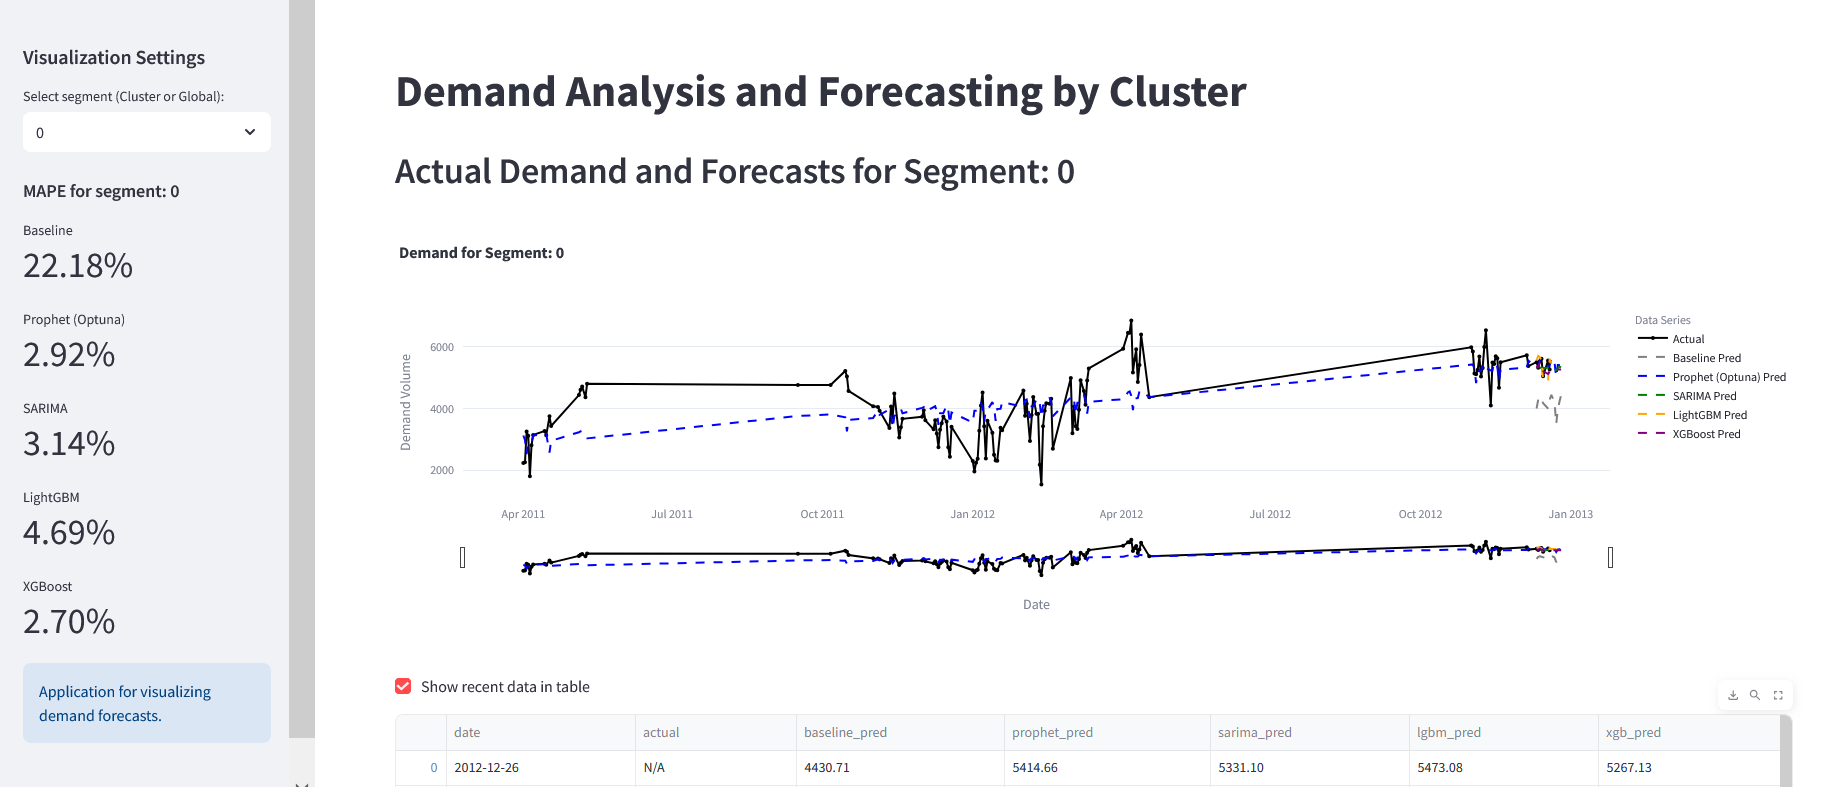 Visualization Settings
Select segment (Cluster or Global):
0
MAPE for segment: 0
Baseline
22.18%
Prophet (Optuna)
2.92%
SARIMA
3.14%
LightGBM
4.69%
XGBoost
2.70%
Application for visualizing
demand forecasts.
Demand Analysis and Forecasting by Cluster
Actual Demand and Forecasts for Segment: 0
Demand for Segment: 0
Demand Volume
6000
4000
2000
Apr 2011 Jul 2011 Oct 2011 Jan 2012 Apr 2012 Jul 2012 Oct 2012 Jan 2013
Date
Data Series
Actual
Baseline Pred
Prophet (Optuna) Pred
SARIMA Pred
LightGBM Pred
XGBoost Pred
Show recent data in table
date actual baseline_pred prophet_pred sarima_pred lgbm_pred xgb_pred
0 2012-12-26 N/A 4430.71 5414.66 5331.10 5473.08 5267.13